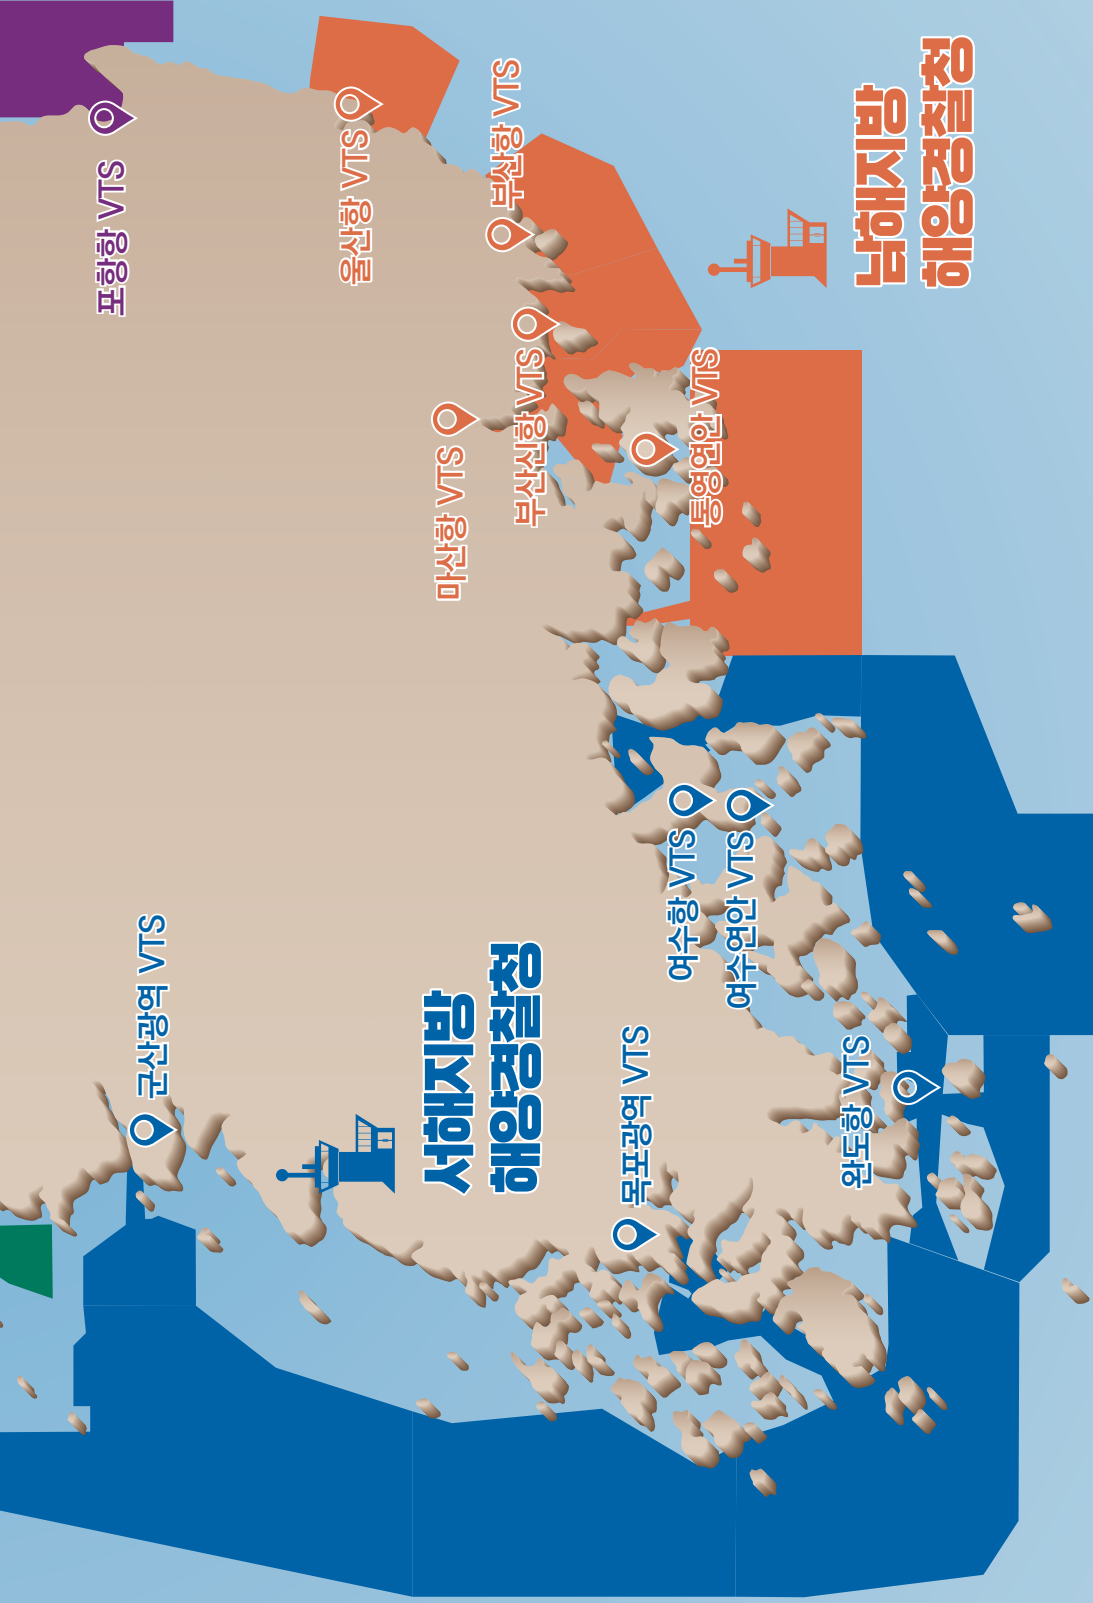 군산광역 VTS
서해지방
해양경찰청
목포광역 VTS
완도항 VTS
여수항 VTS
여수연안 VTS
마산항 VTS
부산신항 VTS
통영연안 VTS
포항항 VTS
울산항 VTS
부산항 VTS
남해지방
해양경찰청